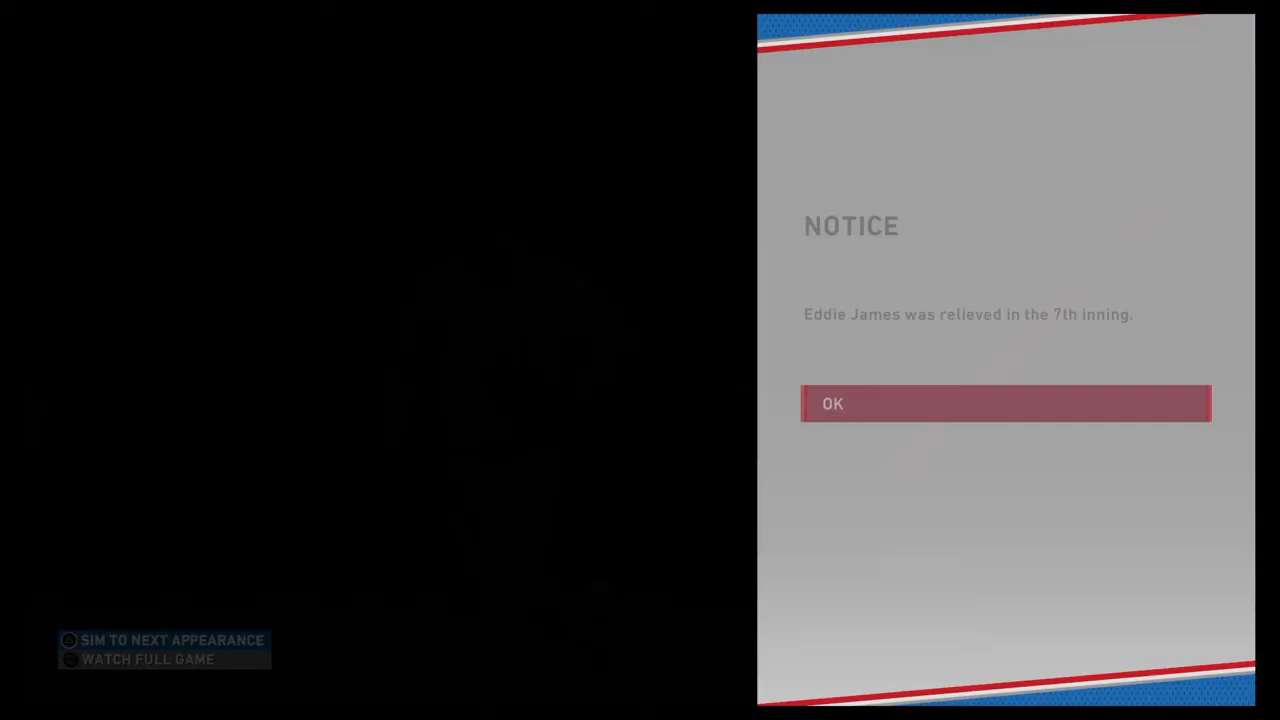 NOTICE
Eddie James was relieved in the 7th inning.
OK
SIM TO NEXT APPEARANCE
WATCH FULL GAME